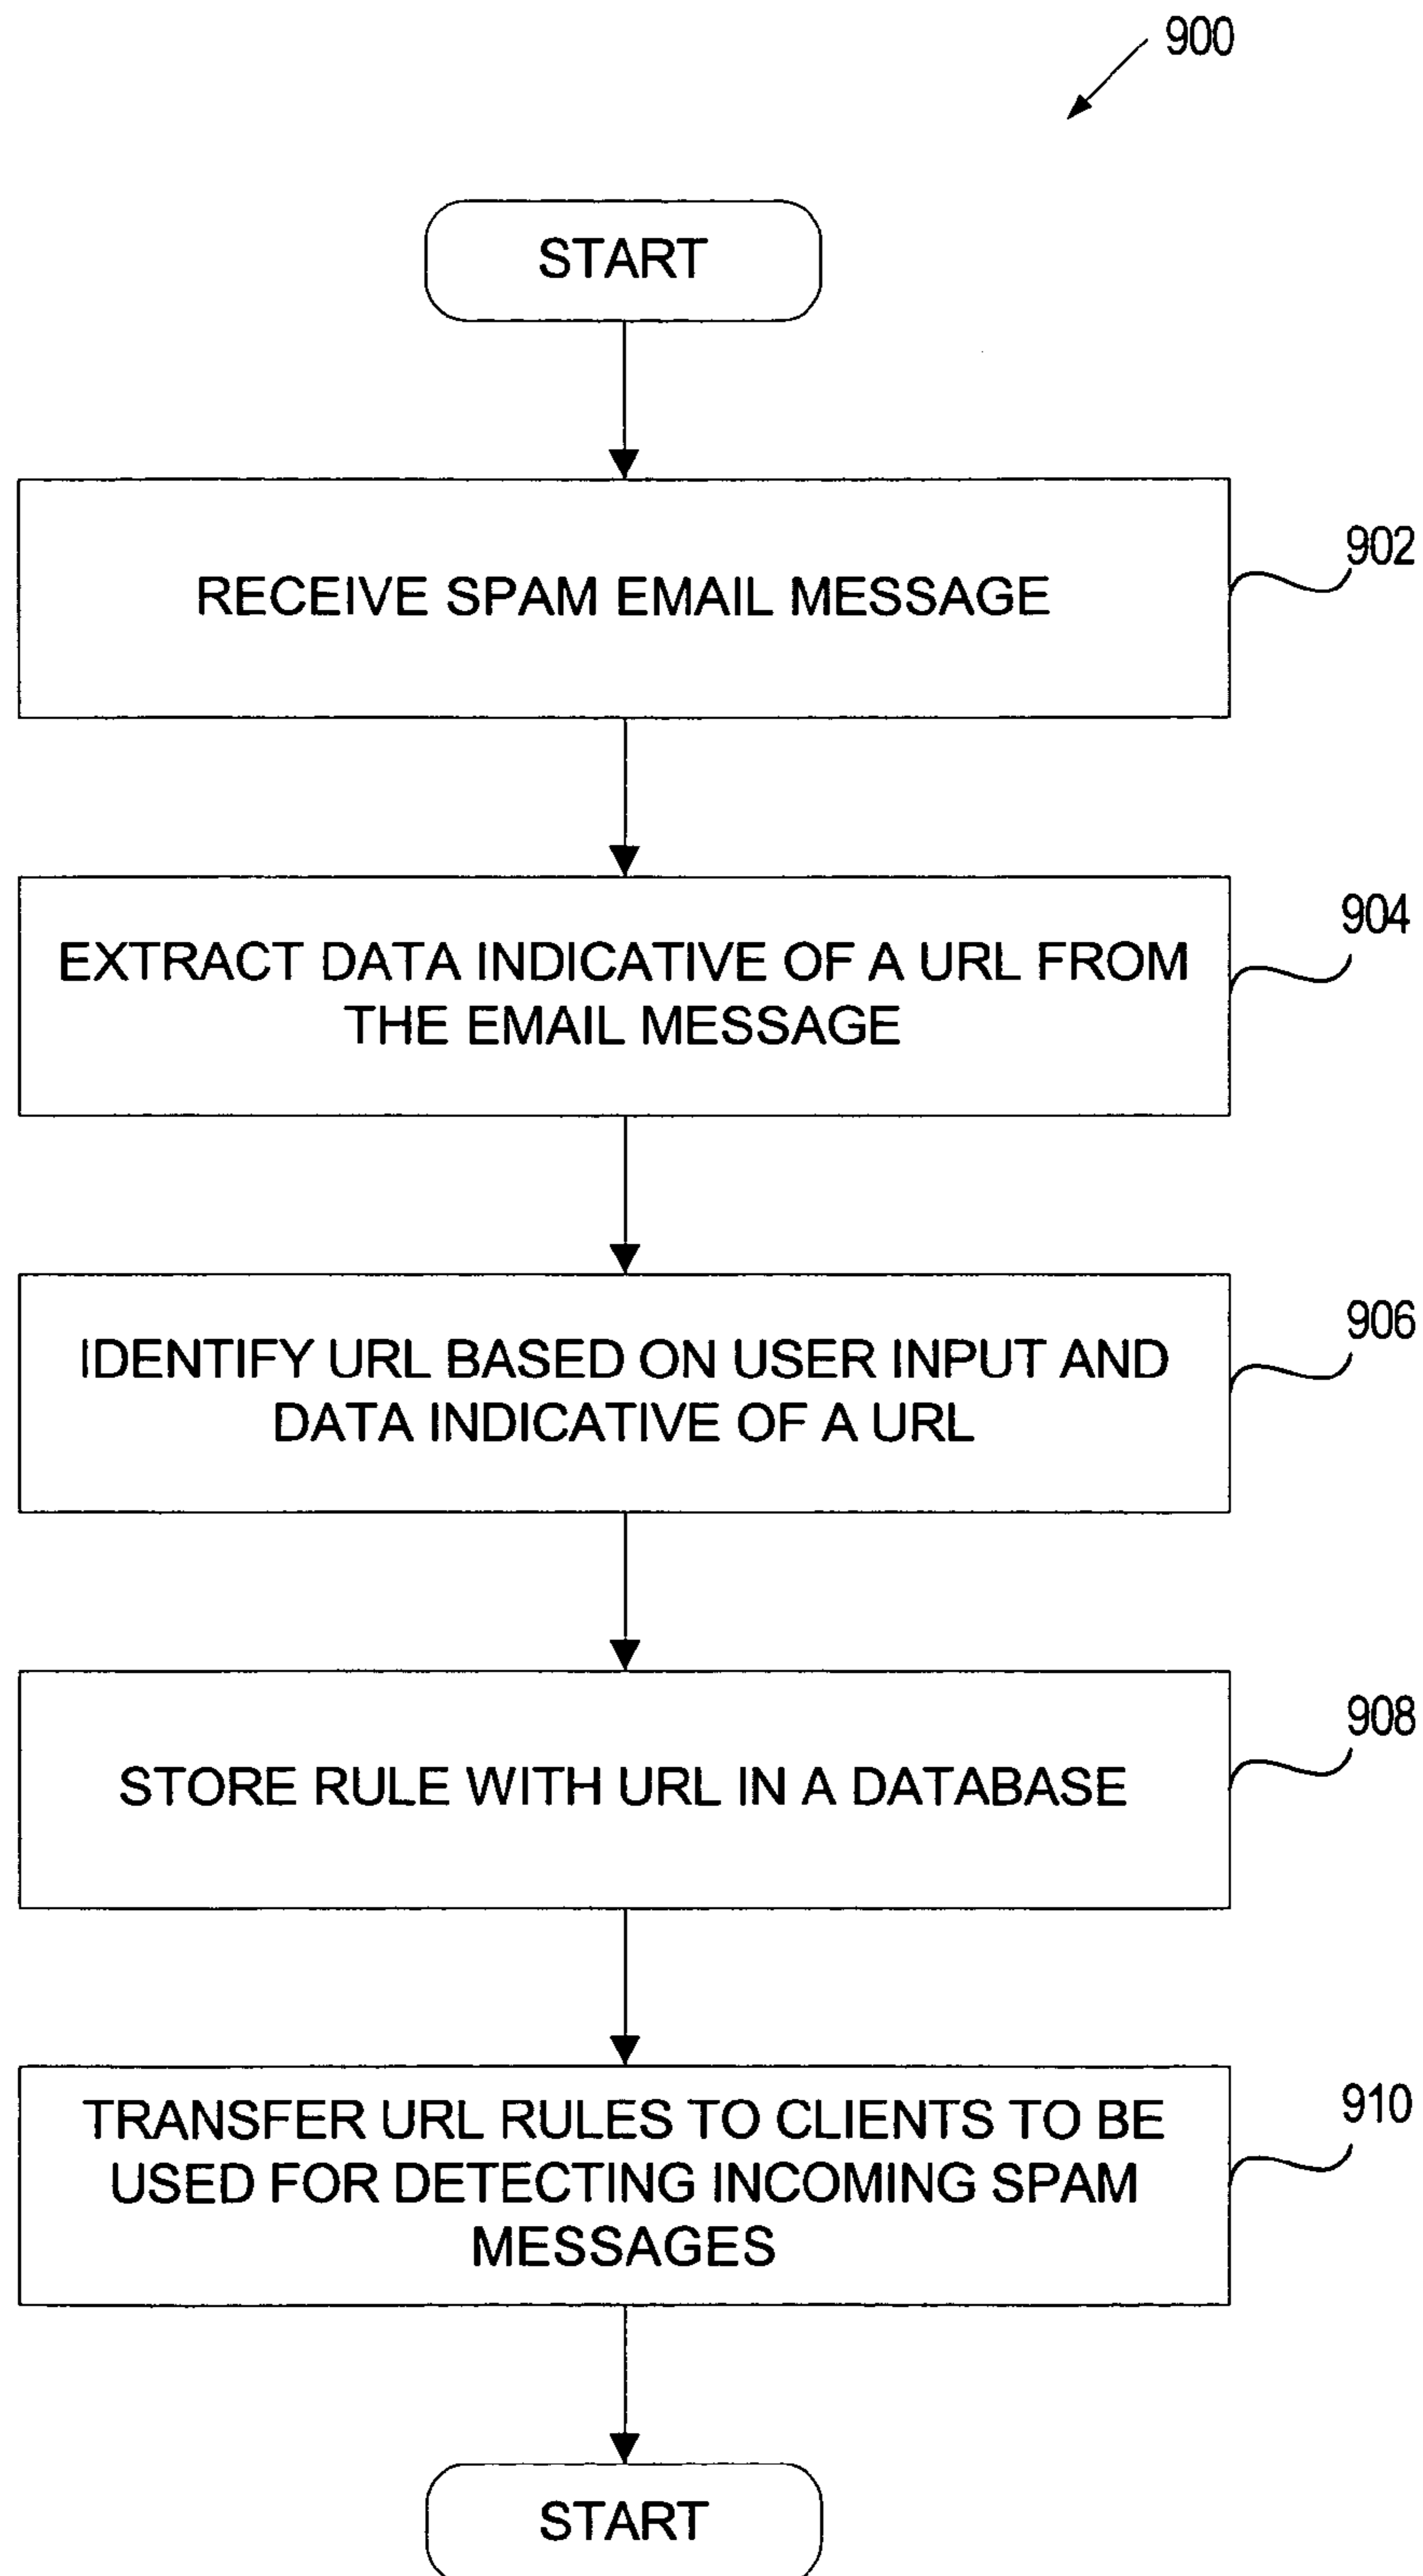 900
START
RECEIVE SPAM EMAIL MESSAGE
902
EXTRACT DATA INDICATIVE OF A URL FROM
THE EMAIL MESSAGE
904
IDENTIFY URL BASED ON USER INPUT AND
DATA INDICATIVE OF A URL
906
STORE RULE WITH URL IN A DATABASE
908
TRANSFER URL RULES TO CLIENTS TO BE
USED FOR DETECTING INCOMING SPAM
MESSAGES
910
START